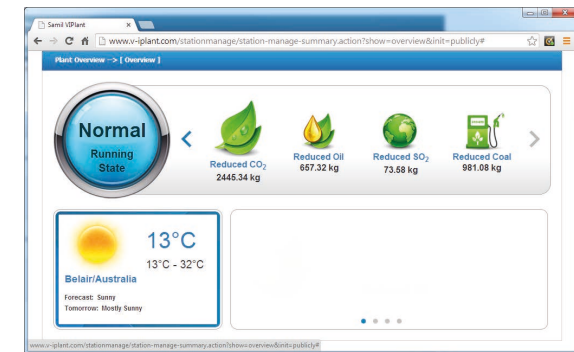 Samil VIPlant
www.v-iplant.com/stationmanage/station-manage-summary.action?show=overview&init=publicly#
Plant Overview --> [ Overview ]
Normal
Running
State
Reduced CO2
2445.34 kg
Reduced Oil
657.32 kg
Reduced SO2
73.58 kg
Reduced Coal
981.08 kg
13°C
13°C - 32°C
Belair/Australia
Forecast: Sunny
Tomorrow: Mostly Sunny
www.v-iplant.com/stationmanage/station-manage-summary.action?show=overview&init=publicly#